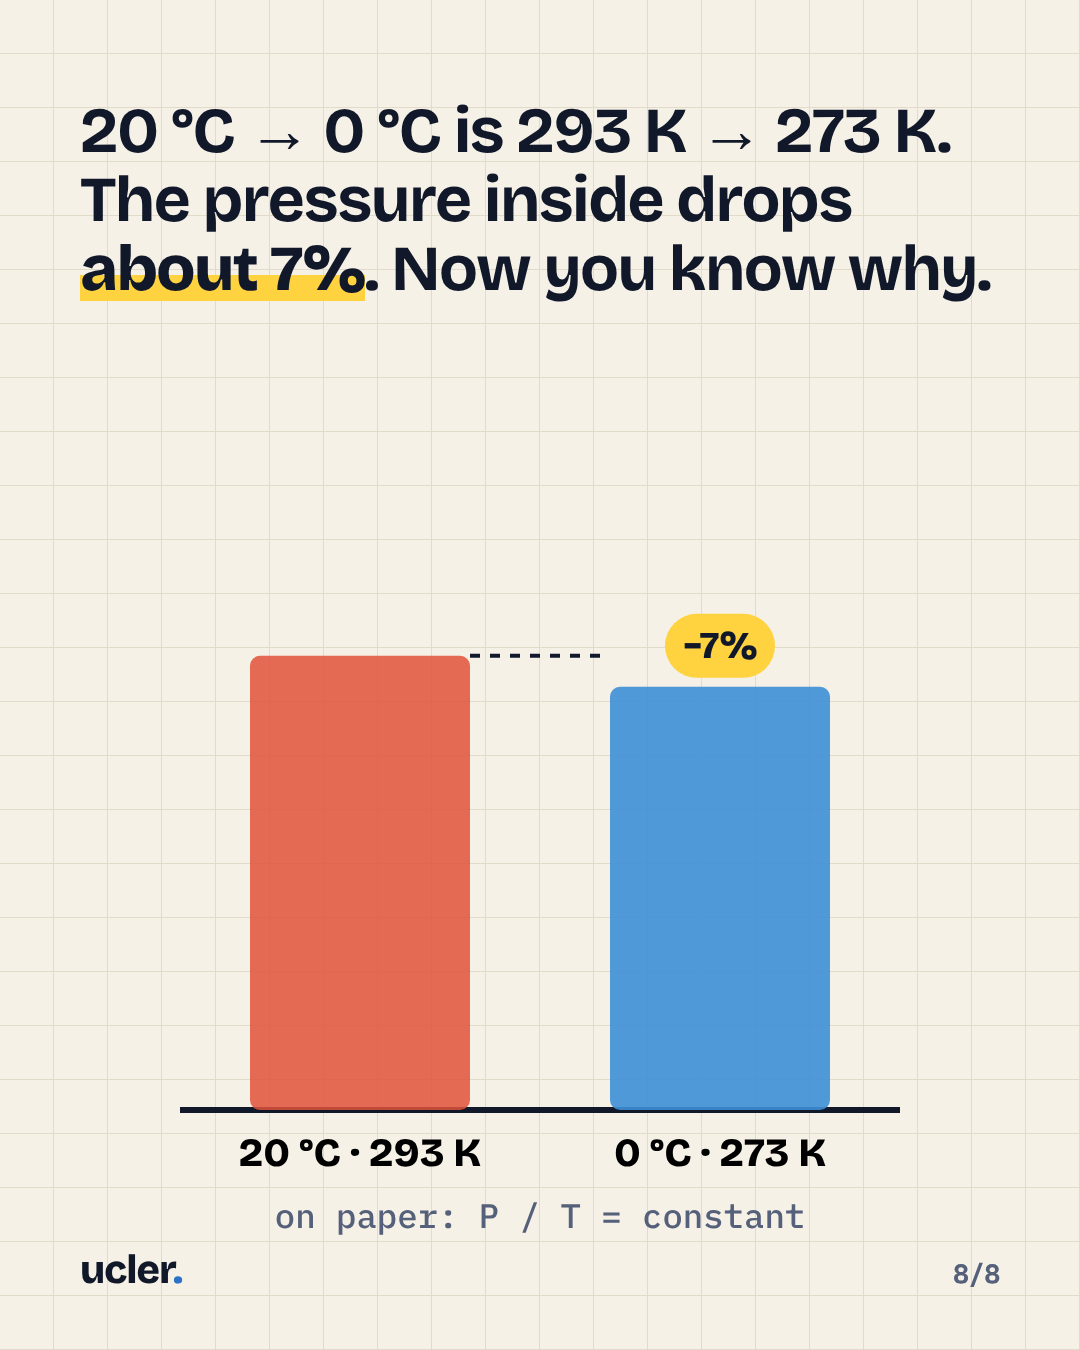 20 °C → 0 °C is 293 K → 273 K.
The pressure inside drops
about 7%. Now you know why.
−7%
20 °C · 293 K
0 °C · 273 K
on paper: P / T = constant
ucler.
8/8